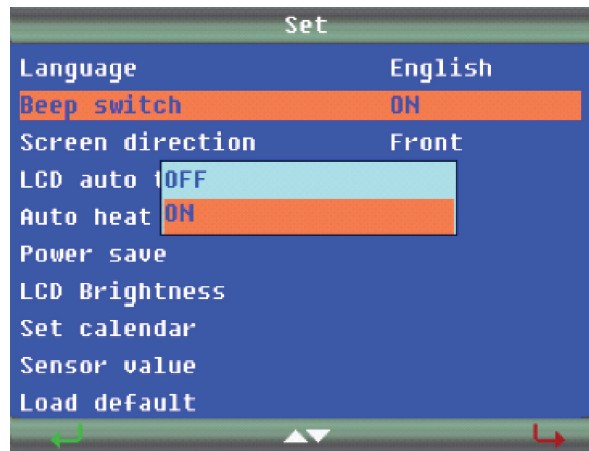 Set
Language English
Beep switch ON
Screen direction Front
LCD auto
OFF
Auto heat
ON
Power save
LCD Brightness
Set calendar
Sensor value
Load default